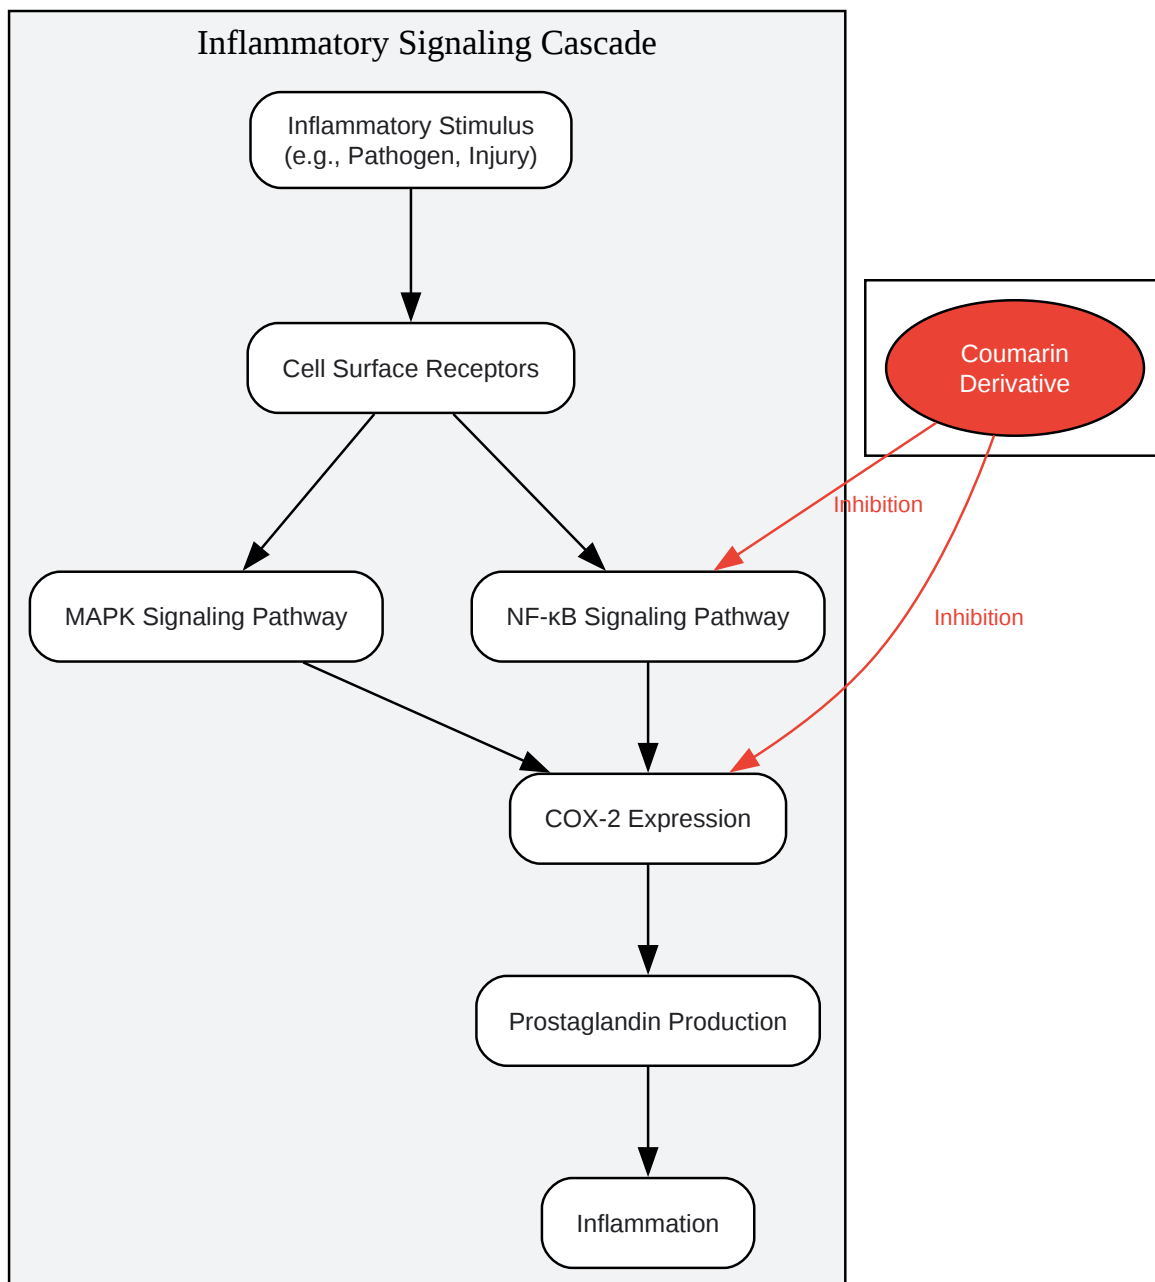 Inflammatory Signaling Cascade
Inflammatory Stimulus
(e.g., Pathogen, Injury)
Cell Surface Receptors
Coumarin
Derivative
Inhibition
MAPK Signaling Pathway
NF-κB Signaling Pathway
Inhibition
COX-2 Expression
Prostaglandin Production
Inflammation